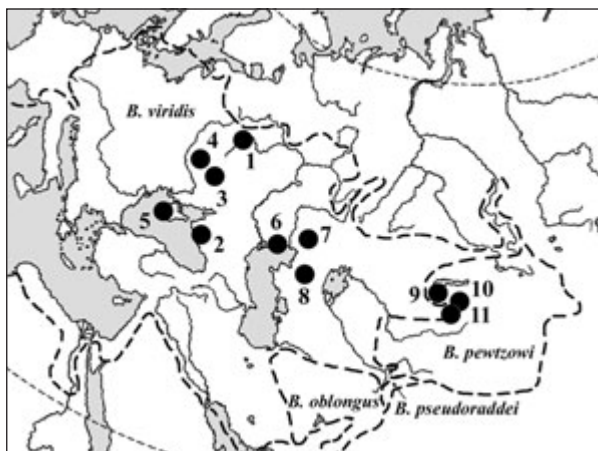 B. viridis
4
1
3
5
2
6
7
8
9
10
11
B. pewtzowi
B. oblongus
B. pseudoraddei